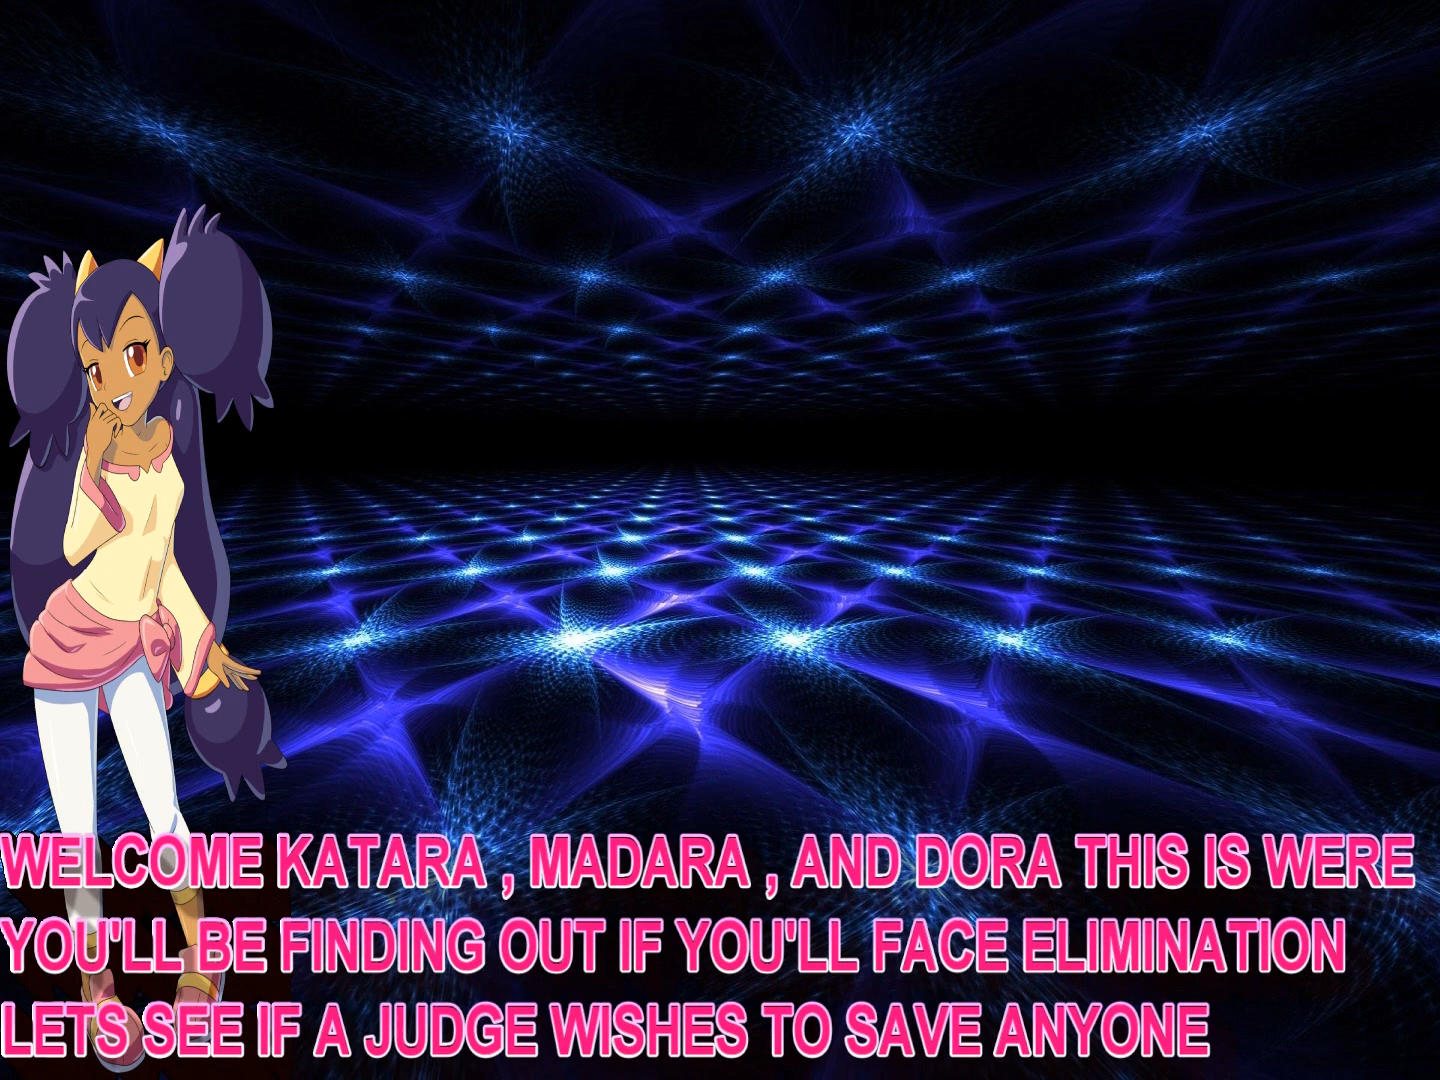 WELCOME KATARA , MADARA , AND DORA THIS IS WERE
YOU'LL BE FINDING OUT IF YOU'LL FACE ELIMINATION
LETS SEE IF A JUDGE WISHES TO SAVE ANYONE